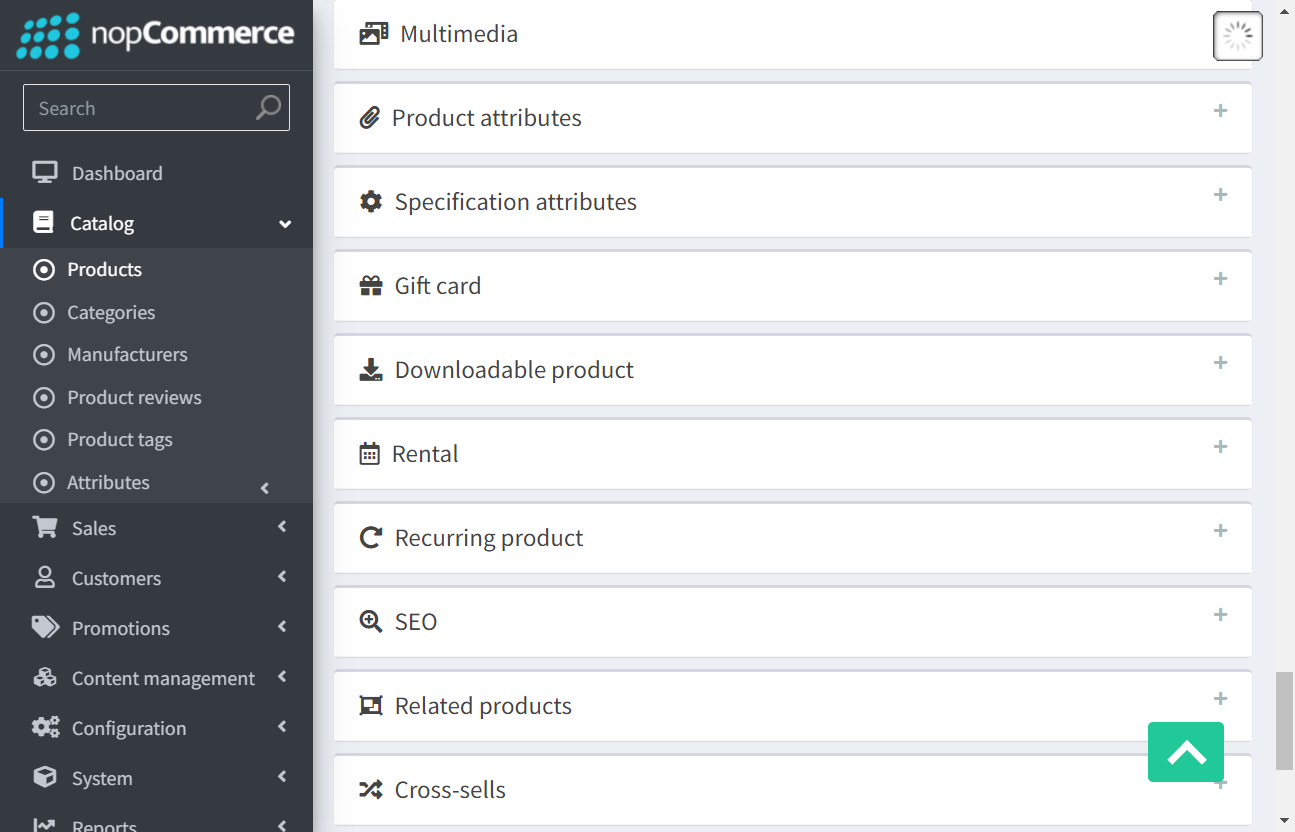 nopCommerce
Search
Dashboard
Catalog
Products
Categories
Manufacturers
Product reviews
Product tags
Attributes
Sales
Customers
Promotions
Content management
Configuration
System
Reports
Multimedia
Product attributes
Specification attributes
Gift card
Downloadable product
Rental
Recurring product
SEO
Related products
Cross-sells